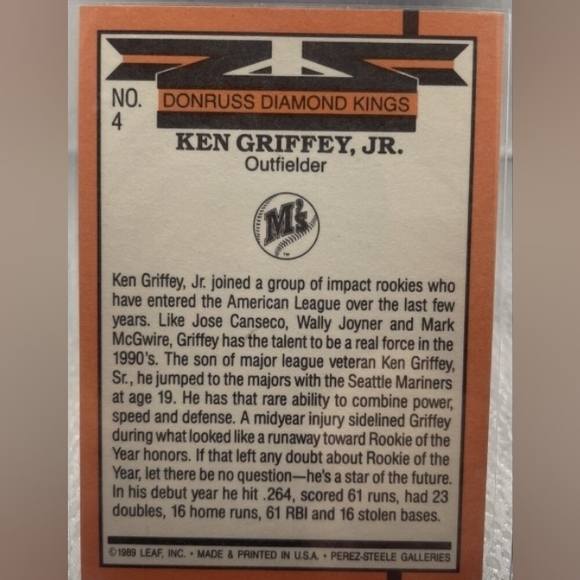 NO.
4
DONRUSS DIAMOND KINGS
KEN GRIFFEY, JR.
Outfielder
M's
TM
Ken Griffey, Jr. joined a group of impact rookies who
have entered the American League over the last few
years. Like Jose Canseco, Wally Joyner and Mark
McGwire, Griffey has the talent to be a real force in the
1990's. The son of major league veteran Ken Griffey,
Sr., he jumped to the majors with the Seattle Mariners
at age 19. He has that rare ability to combine power,
speed and defense. A midyear injury sidelined Griffey
during what looked like a runaway toward Rookie of the
Year honors. If that left any doubt about Rookie of the
Year, let there be no question—he's a star of the future.
In his debut year he hit .264, scored 61 runs, had 23
doubles, 16 home runs, 61 RBI and 16 stolen bases.
©1989 LEAF, INC. • MADE & PRINTED IN U.S.A. • PEREZ-STEELE GALLERIES